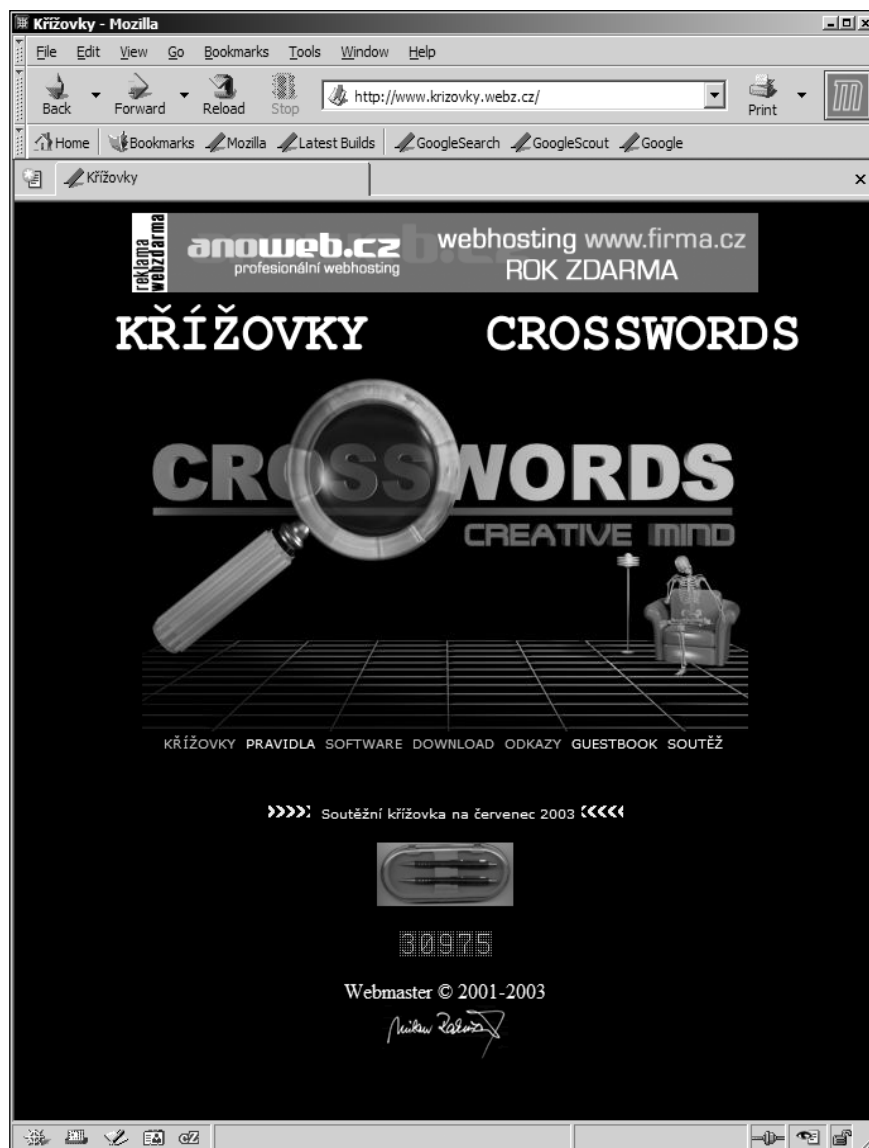 Křížovky - Mozilla
File Edit View Go Bookmarks Tools Window Help
Back Forward Reload Stop http://www.krizovky.webz.cz/ Print
Home Bookmarks Mozilla Latest Builds GoogleSearch GoogleScout Google
Křížovky
reklama
webzdarma
anoweb.cz
profesionální webhosting
webhosting www.firma.cz
ROK ZDARMA
KŘÍŽOVKY CROSSWORDS
CROSSWORDS
CREATIVE MIND
KŘÍŽOVKY PRAVIDLA SOFTWARE DOWNLOAD ODKAZY GUESTBOOK SOUTĚŽ
Soutěžní křížovka na červenec 2003
30975
Webmaster © 2001-2003
Milan
cZ